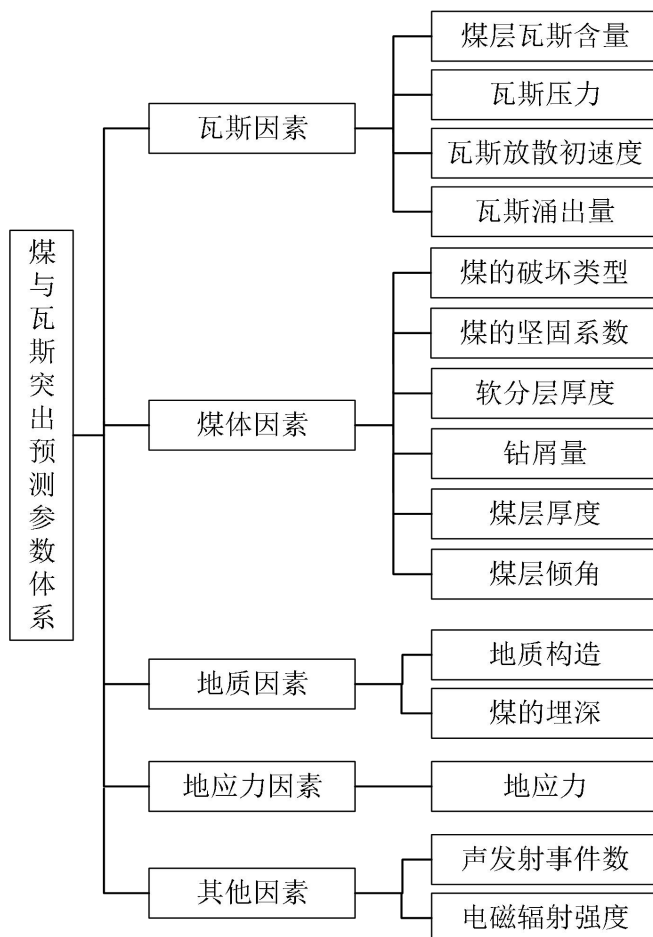 煤与瓦斯突出预测参数体系
瓦斯因素
煤层瓦斯含量
瓦斯压力
瓦斯放散初速度
瓦斯涌出量
煤体因素
煤的破坏类型
煤的坚固系数
软分层厚度
钻屑量
煤层厚度
煤层倾角
地质因素
地质构造
煤的埋深
地应力因素
地应力
其他因素
声发射事件数
电磁辐射强度